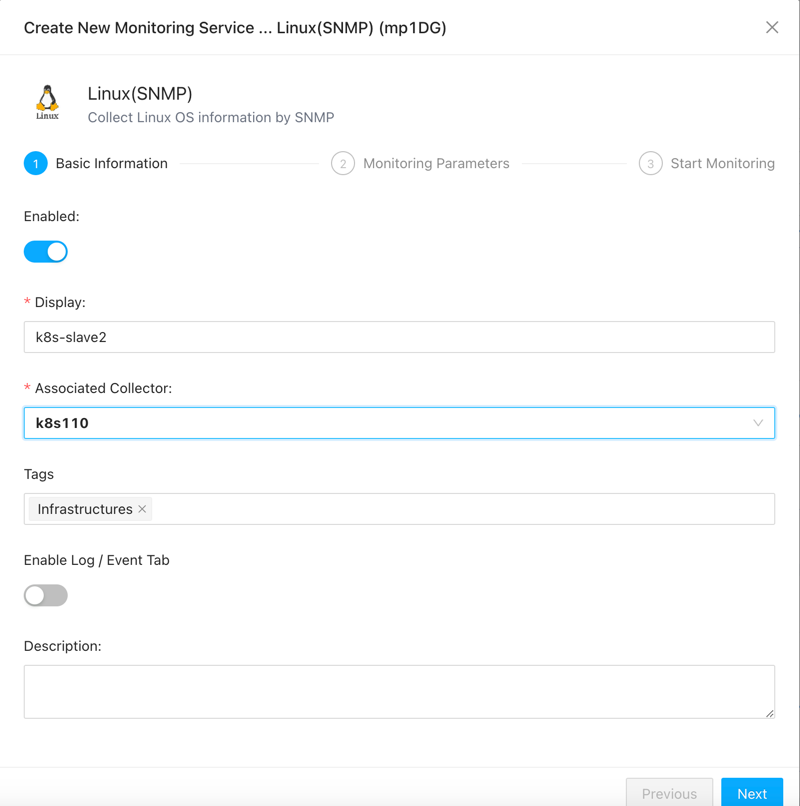 Create New Monitoring Service ... Linux(SNMP) (mp1DG)
Linux
Linux(SNMP)
Collect Linux OS information by SNMP
1 Basic Information 2 Monitoring Parameters 3 Start Monitoring
Enabled:
* Display:
k8s-slave2
* Associated Collector:
k8s110
Tags
Infrastructures ×
Enable Log / Event Tab
Description:
Previous Next